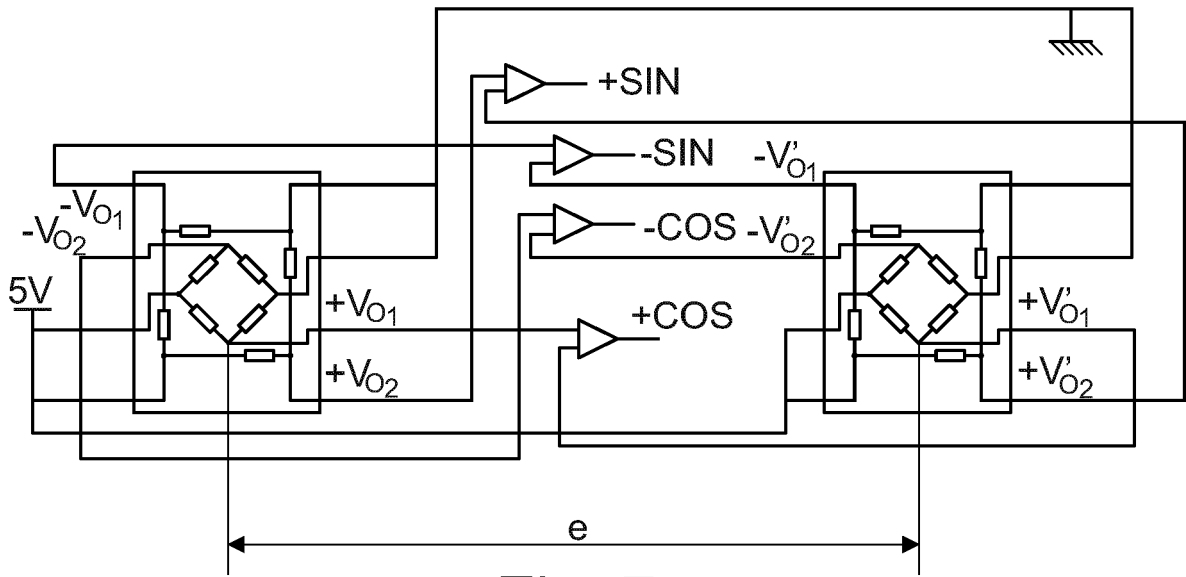 +SIN
-SIN
-V'O1
-VO1
-VO2
-COS
-V'O2
5V
+VO1
+COS
+V'O1
+VO2
+V'O2
e